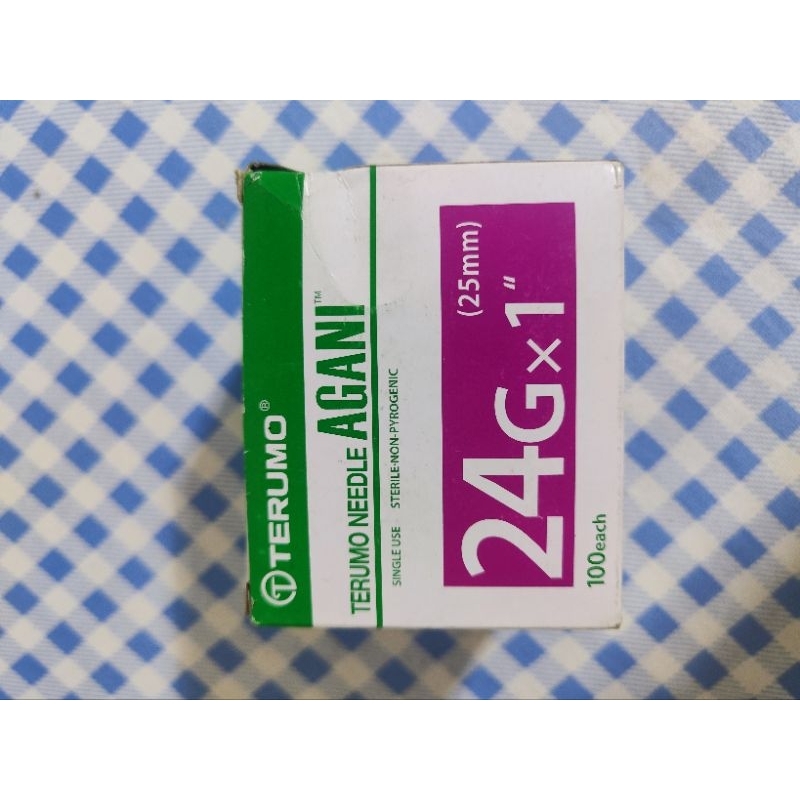 TERUMO®
TERUMO NEEDLE AGANI™
SINGLE USE STERILE·NON-PYROGENIC
24G×1" (25mm)
100each